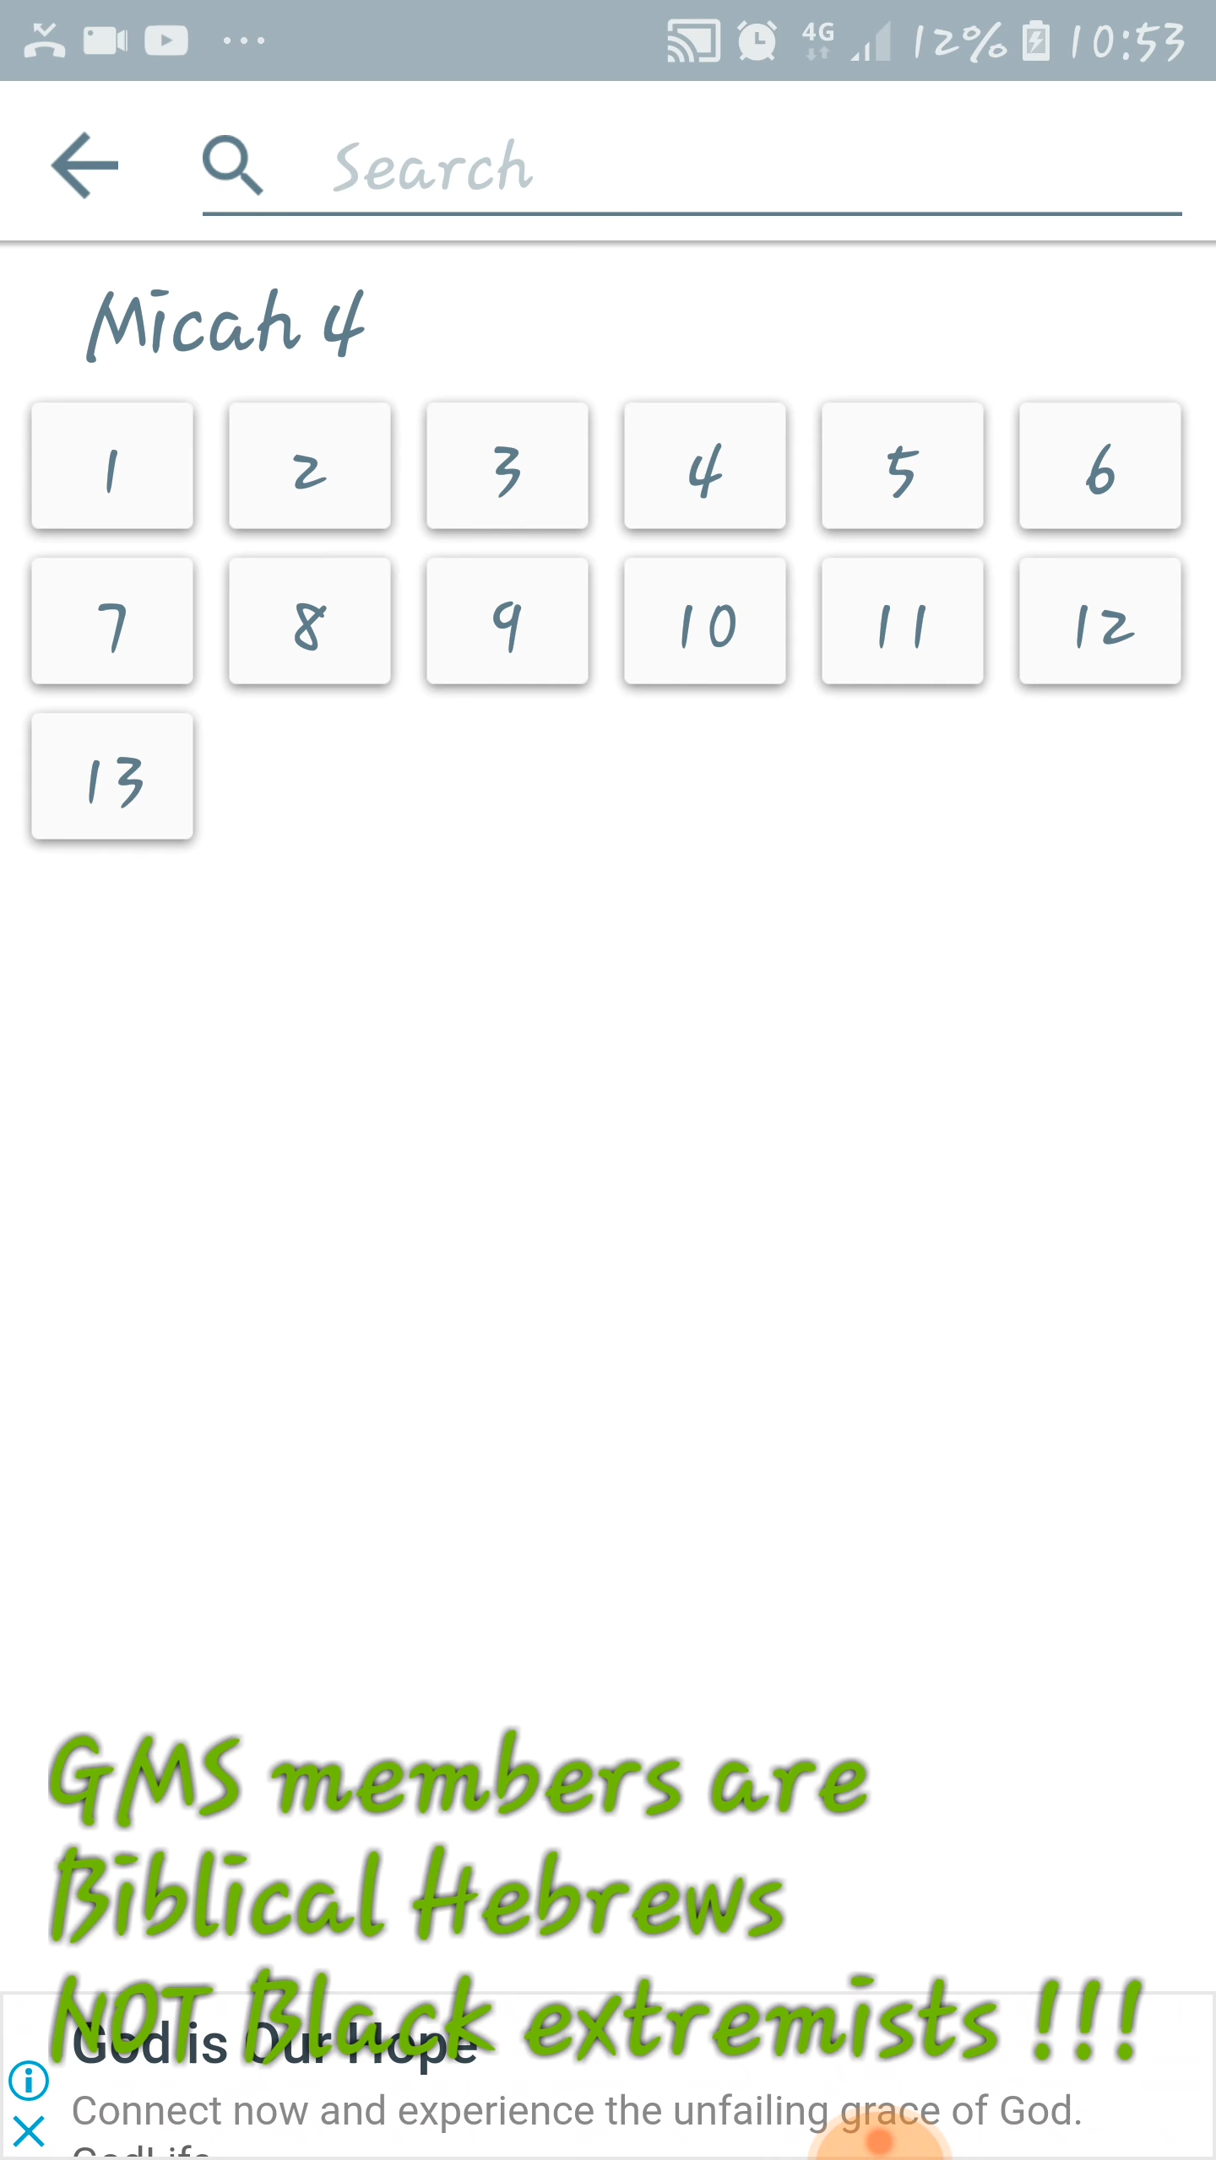 4G 12% 10:53
Search
Micah 4
1 2 3 4 5 6
7 8 9 10 11 12
13
GMS members are
Biblical Hebrews
NOT Black extremists !!!
God is Our Hope
Connect now and experience the unfailing grace of God.
GodLife